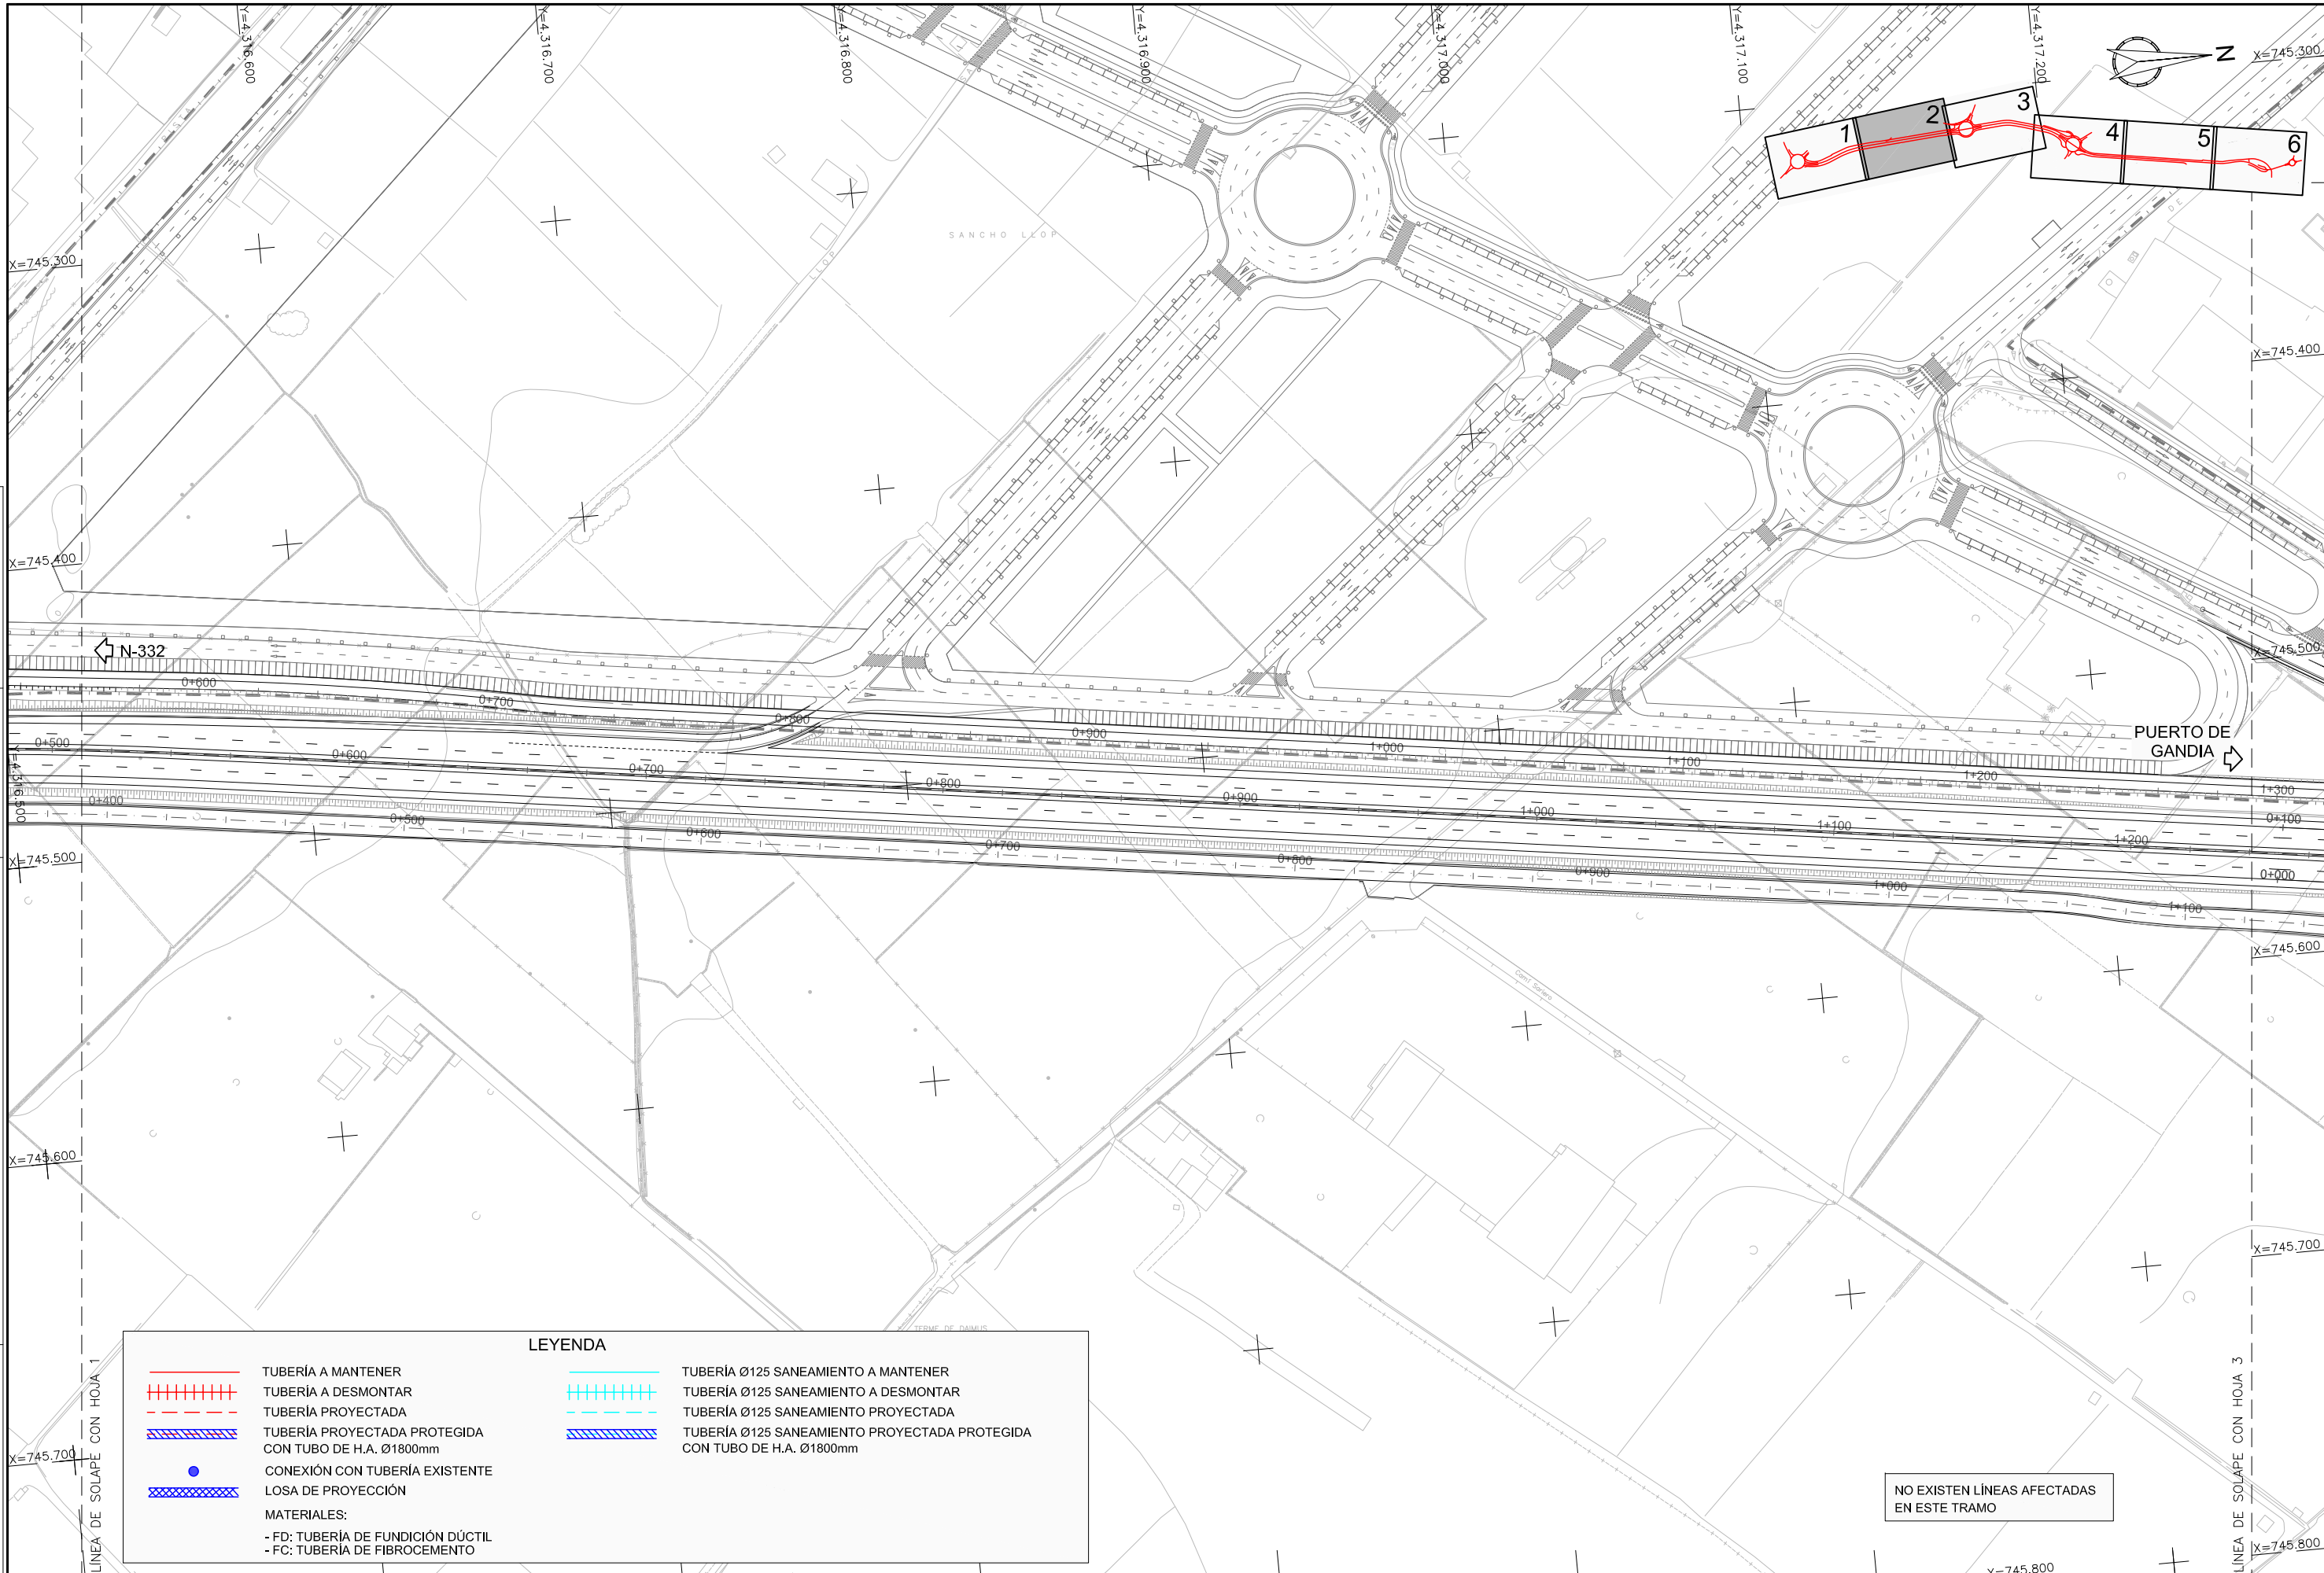 Y=4.316.600
Y=4.316.700
Y=4.316.800
Y=4.316.900
Y=4.317.000
Y=4.317.100
Y=4.317.200
N
X=745.300
1
2
3
4
5
6
SANCHO LLOP
LLOP
DE
X=745.300
X=745.400
X=745.400
X=745.500
N-332
PUERTO DE
GANDIA
0+600
0+700
0+800
0+900
1+000
1+100
1+200
1+300
0+500
0+600
0+700
0+800
0+900
1+000
1+100
1+200
0+100
0+400
0+500
0+600
0+700
0+800
0+900
1+000
1+100
0+000
Y=4.316.500
X=745.500
X=745.600
X=745.600
X=745.700
X=745.700
X=745.800
X=745.800
TERME DE DAIMUS
LÍNEA DE SOLAPE CON HOJA 1
LÍNEA DE SOLAPE CON HOJA 3
LEYENDA
TUBERÍA A MANTENER
TUBERÍA A DESMONTAR
TUBERÍA PROYECTADA
TUBERÍA PROYECTADA PROTEGIDA
CON TUBO DE H.A. Ø1800mm
CONEXIÓN CON TUBERÍA EXISTENTE
LOSA DE PROYECCIÓN
MATERIALES:
- FD: TUBERÍA DE FUNDICIÓN DÚCTIL
- FC: TUBERÍA DE FIBROCEMENTO
TUBERÍA Ø125 SANEAMIENTO A MANTENER
TUBERÍA Ø125 SANEAMIENTO A DESMONTAR
TUBERÍA Ø125 SANEAMIENTO PROYECTADA
TUBERÍA Ø125 SANEAMIENTO PROYECTADA PROTEGIDA
CON TUBO DE H.A. Ø1800mm
NO EXISTEN LÍNEAS AFECTADAS
EN ESTE TRAMO